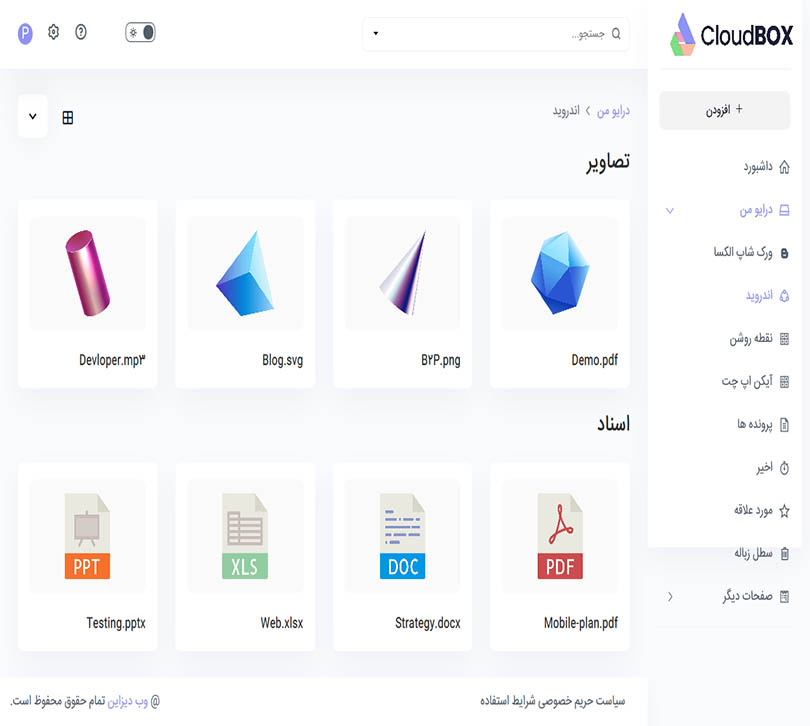 CloudBOX
جستجو...
P
+ افزودن
داشبورد
درایو من
ورک شاپ الکسا
اندروید
نقطه روشن
آیکن اپ چت
پرونده ها
اخیر
مورد علاقه
سطل زباله
صفحات دیگر
درایو من > اندروید
تصاویر
Demo.pdf
B۲P.png
Blog.svg
Devloper.mp۳
اسناد
PDF
DOC
XLS
PPT
Mobile-plan.pdf
Strategy.docx
Web.xlsx
Testing.pptx
سیاست حریم خصوصی شرایط استفاده
@ وب دیزاین تمام حقوق محفوظ است.